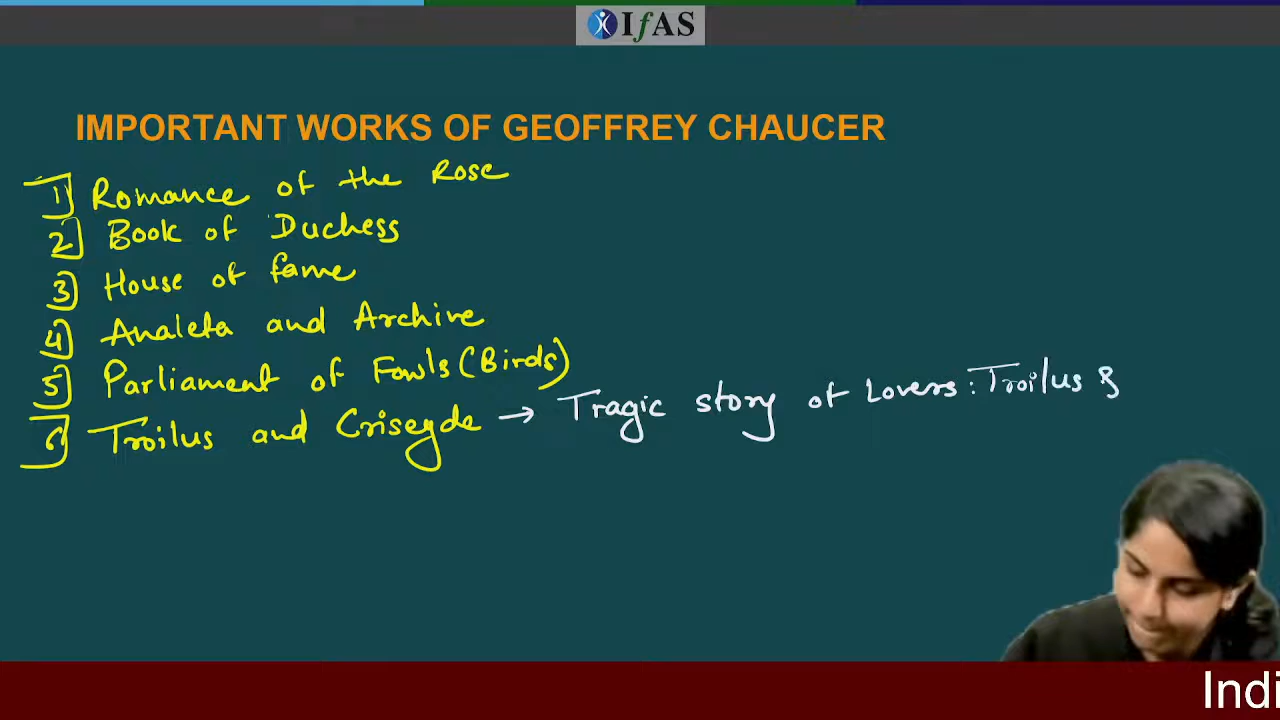 IfAS
IMPORTANT WORKS OF GEOFFREY CHAUCER
1] Romance of the Rose
2] Book of Duchess
3] House of fame
4] Analeta and Archive
5] Parliament of Fowls (Birds)
6] Troilus and Criseyde → Tragic story of Lovers: Troilus &
Indi